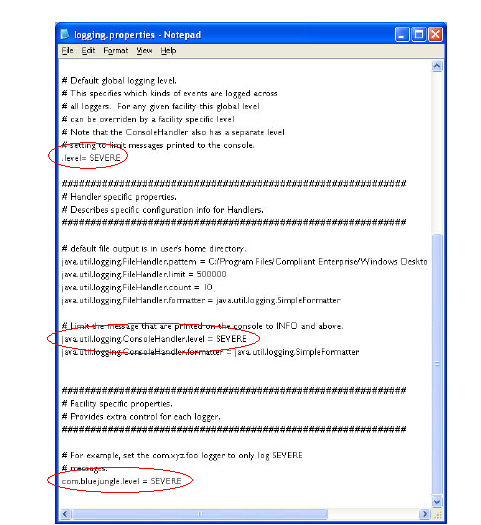 logging.properties - Notepad
File Edit Format View Help
# Default global logging level.
# This specifies which kinds of events are logged across
# all loggers. For any given facility this global level
# can be overriden by a facility specific level
# Note that the ConsoleHandler also has a separate level
# setting to limit messages printed to the console.
.level= SEVERE
############################################################
# Handler specific properties.
# Describes specific configuration info for Handlers.
############################################################
# default file output is in user's home directory.
java.util.logging.FileHandler.pattern = C:/Program Files/Compliant Enterprise/Windows Deskto
java.util.logging.FileHandler.limit = 500000
java.util.logging.FileHandler.count = 10
java.util.logging.FileHandler.formatter = java.util.logging.SimpleFormatter
# Limit the message that are printed on the console to INFO and above.
java.util.logging.ConsoleHandler.level = SEVERE
java.util.logging.ConsoleHandler.formatter = java.util.logging.SimpleFormatter
############################################################
# Facility specific properties.
# Provides extra control for each logger.
############################################################
# For example, set the com.xyz.foo logger to only log SEVERE
# messages:
com.bluejungle.level = SEVERE